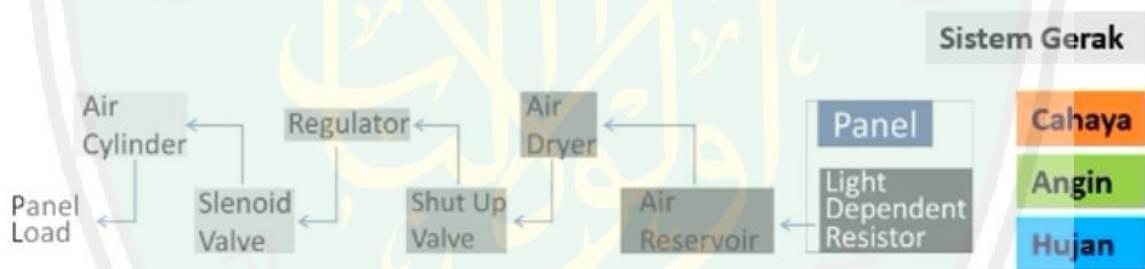 Sistem Gerak
Air
Cylinder
Regulator
Air
Dryer
Panel
Cahaya
Panel
Load
Slenoid
Valve
Shut Up
Valve
Air
Reservoir
Light
Dependent
Resistor
Angin
Hujan